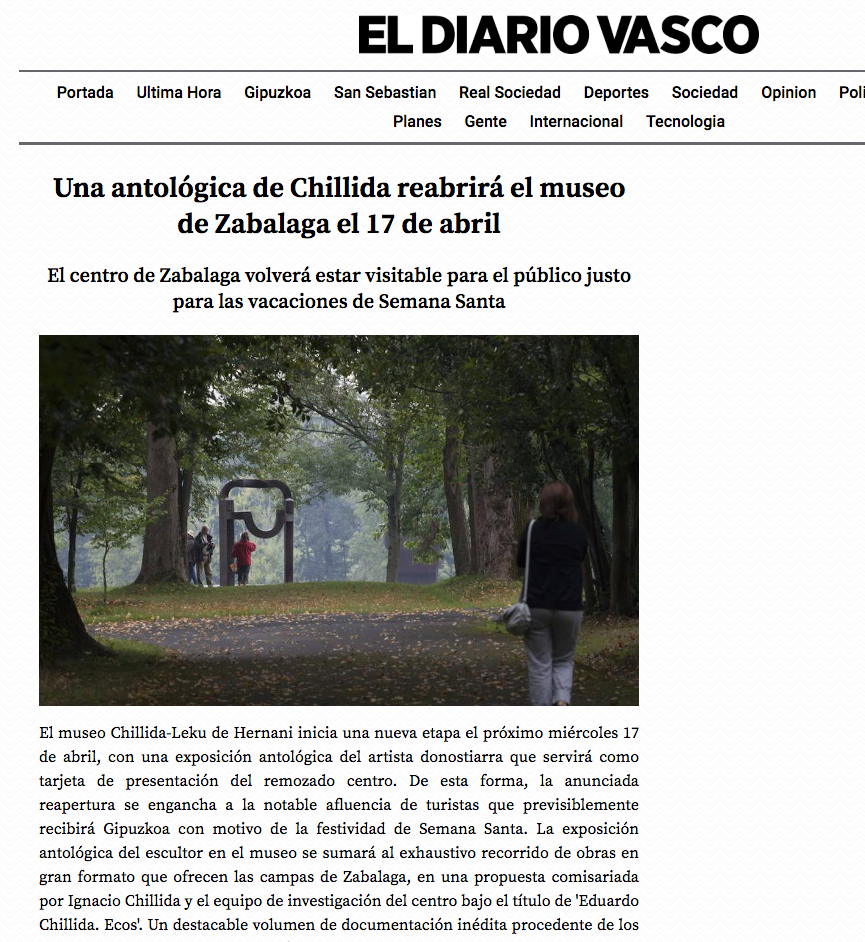 EL DIARIO VASCO
Portada Ultima Hora Gipuzkoa San Sebastian Real Sociedad Deportes Sociedad Opinion
Planes Gente Internacional Tecnologia
Una antológica de Chillida reabrirá el museo
de Zabalaga el 17 de abril
El centro de Zabalaga volverá estar visitable para el público justo
para las vacaciones de Semana Santa
El museo Chillida-Leku de Hernani inicia una nueva etapa el próximo miércoles 17
de abril, con una exposición antológica del artista donostiarra que servirá como
tarjeta de presentación del remozado centro. De esta forma, la anunciada
reapertura se engancha a la notable afluencia de turistas que previsiblemente
recibirá Gipuzkoa con motivo de la festividad de Semana Santa. La exposición
antológica del escultor en el museo se sumará al exhaustivo recorrido de obras en
gran formato que ofrecen las campas de Zabalaga, en una propuesta comisariada
por Ignacio Chillida y el equipo de investigación del centro bajo el título de 'Eduardo
Chillida. Ecos'. Un destacable volumen de documentación inédita procedente de los